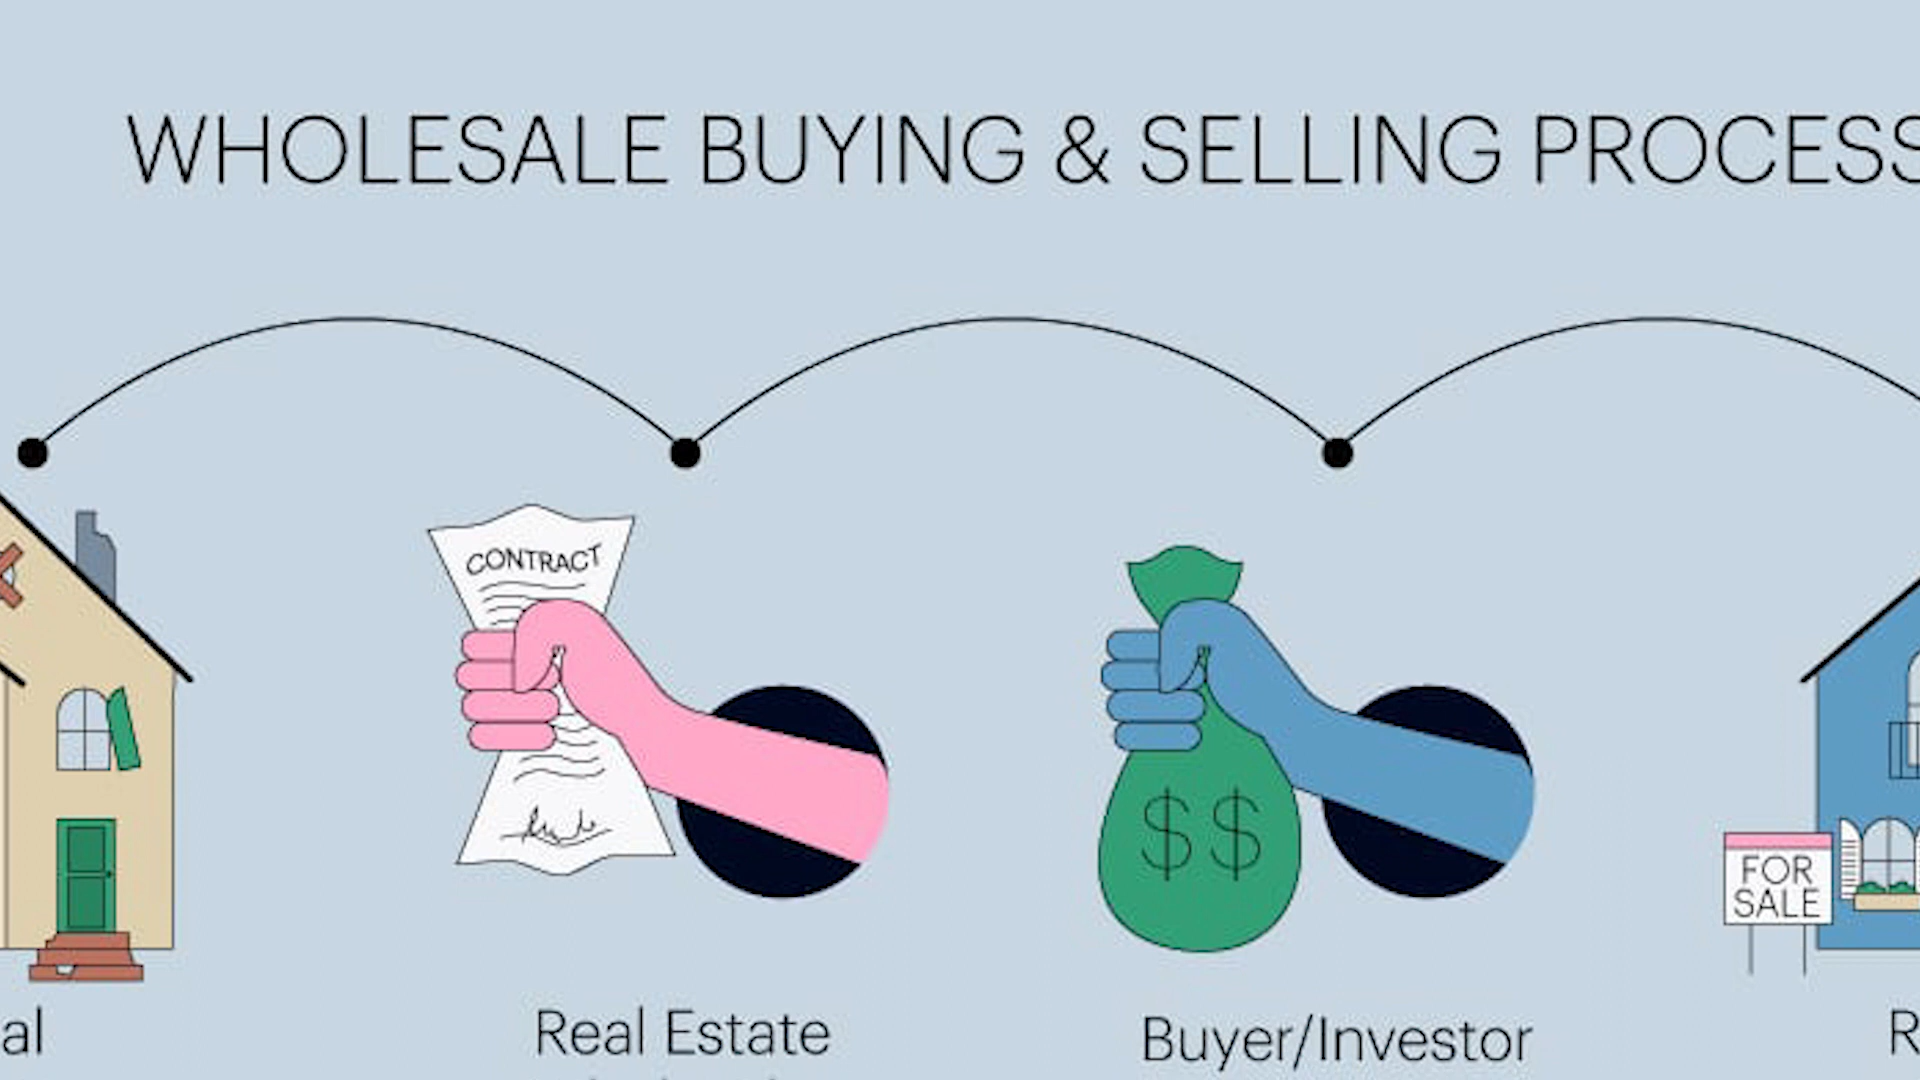 WHOLESALE BUYING & SELLING PROCESS
CONTRACT
$$
FOR
SALE
al
Real Estate
Buyer/Investor
R